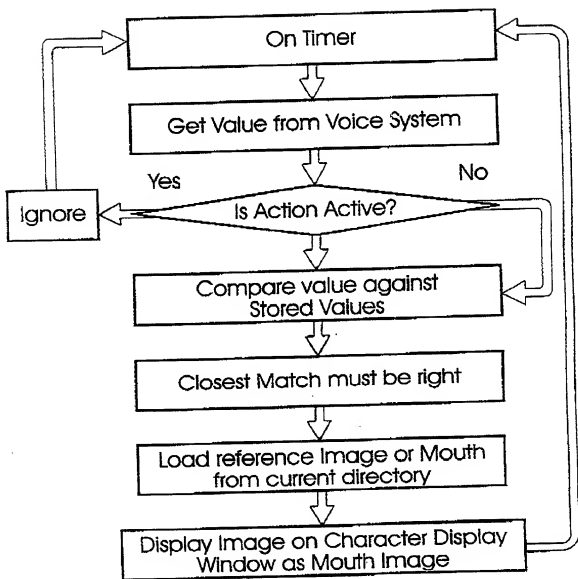 On Timer
Get Value from Voice System
Yes
No
Ignore
Is Action Active?
Compare value against
Stored Values
Closest Match must be right
Load reference Image or Mouth
from current directory
Display Image on Character Display
Window as Mouth Image